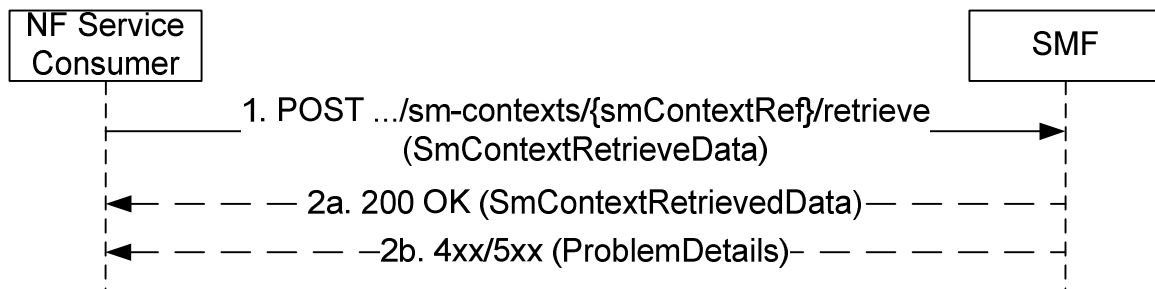 NF Service
Consumer
SMF
1. POST .../sm-contexts/{smContextRef}/retrieve
(SmContextRetrieveData)
2a. 200 OK (SmContextRetrievedData)
2b. 4xx/5xx (ProblemDetails)